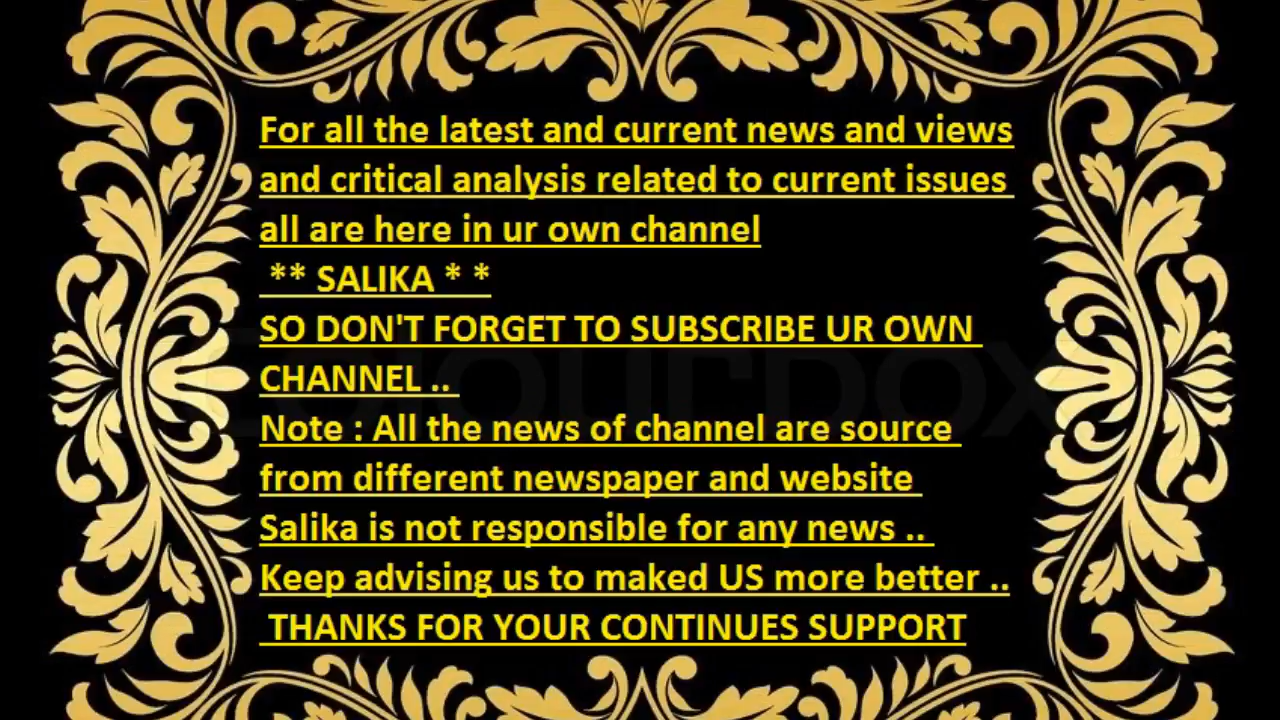 For all the latest and current news and views
and critical analysis related to current issues
all are here in ur own channel
** SALIKA * *
SO DON'T FORGET TO SUBSCRIBE UR OWN
CHANNEL ..
Note : All the news of channel are source
from different newspaper and website
Salika is not responsible for any news ..
Keep advising us to maked US more better ..
THANKS FOR YOUR CONTINUES SUPPORT